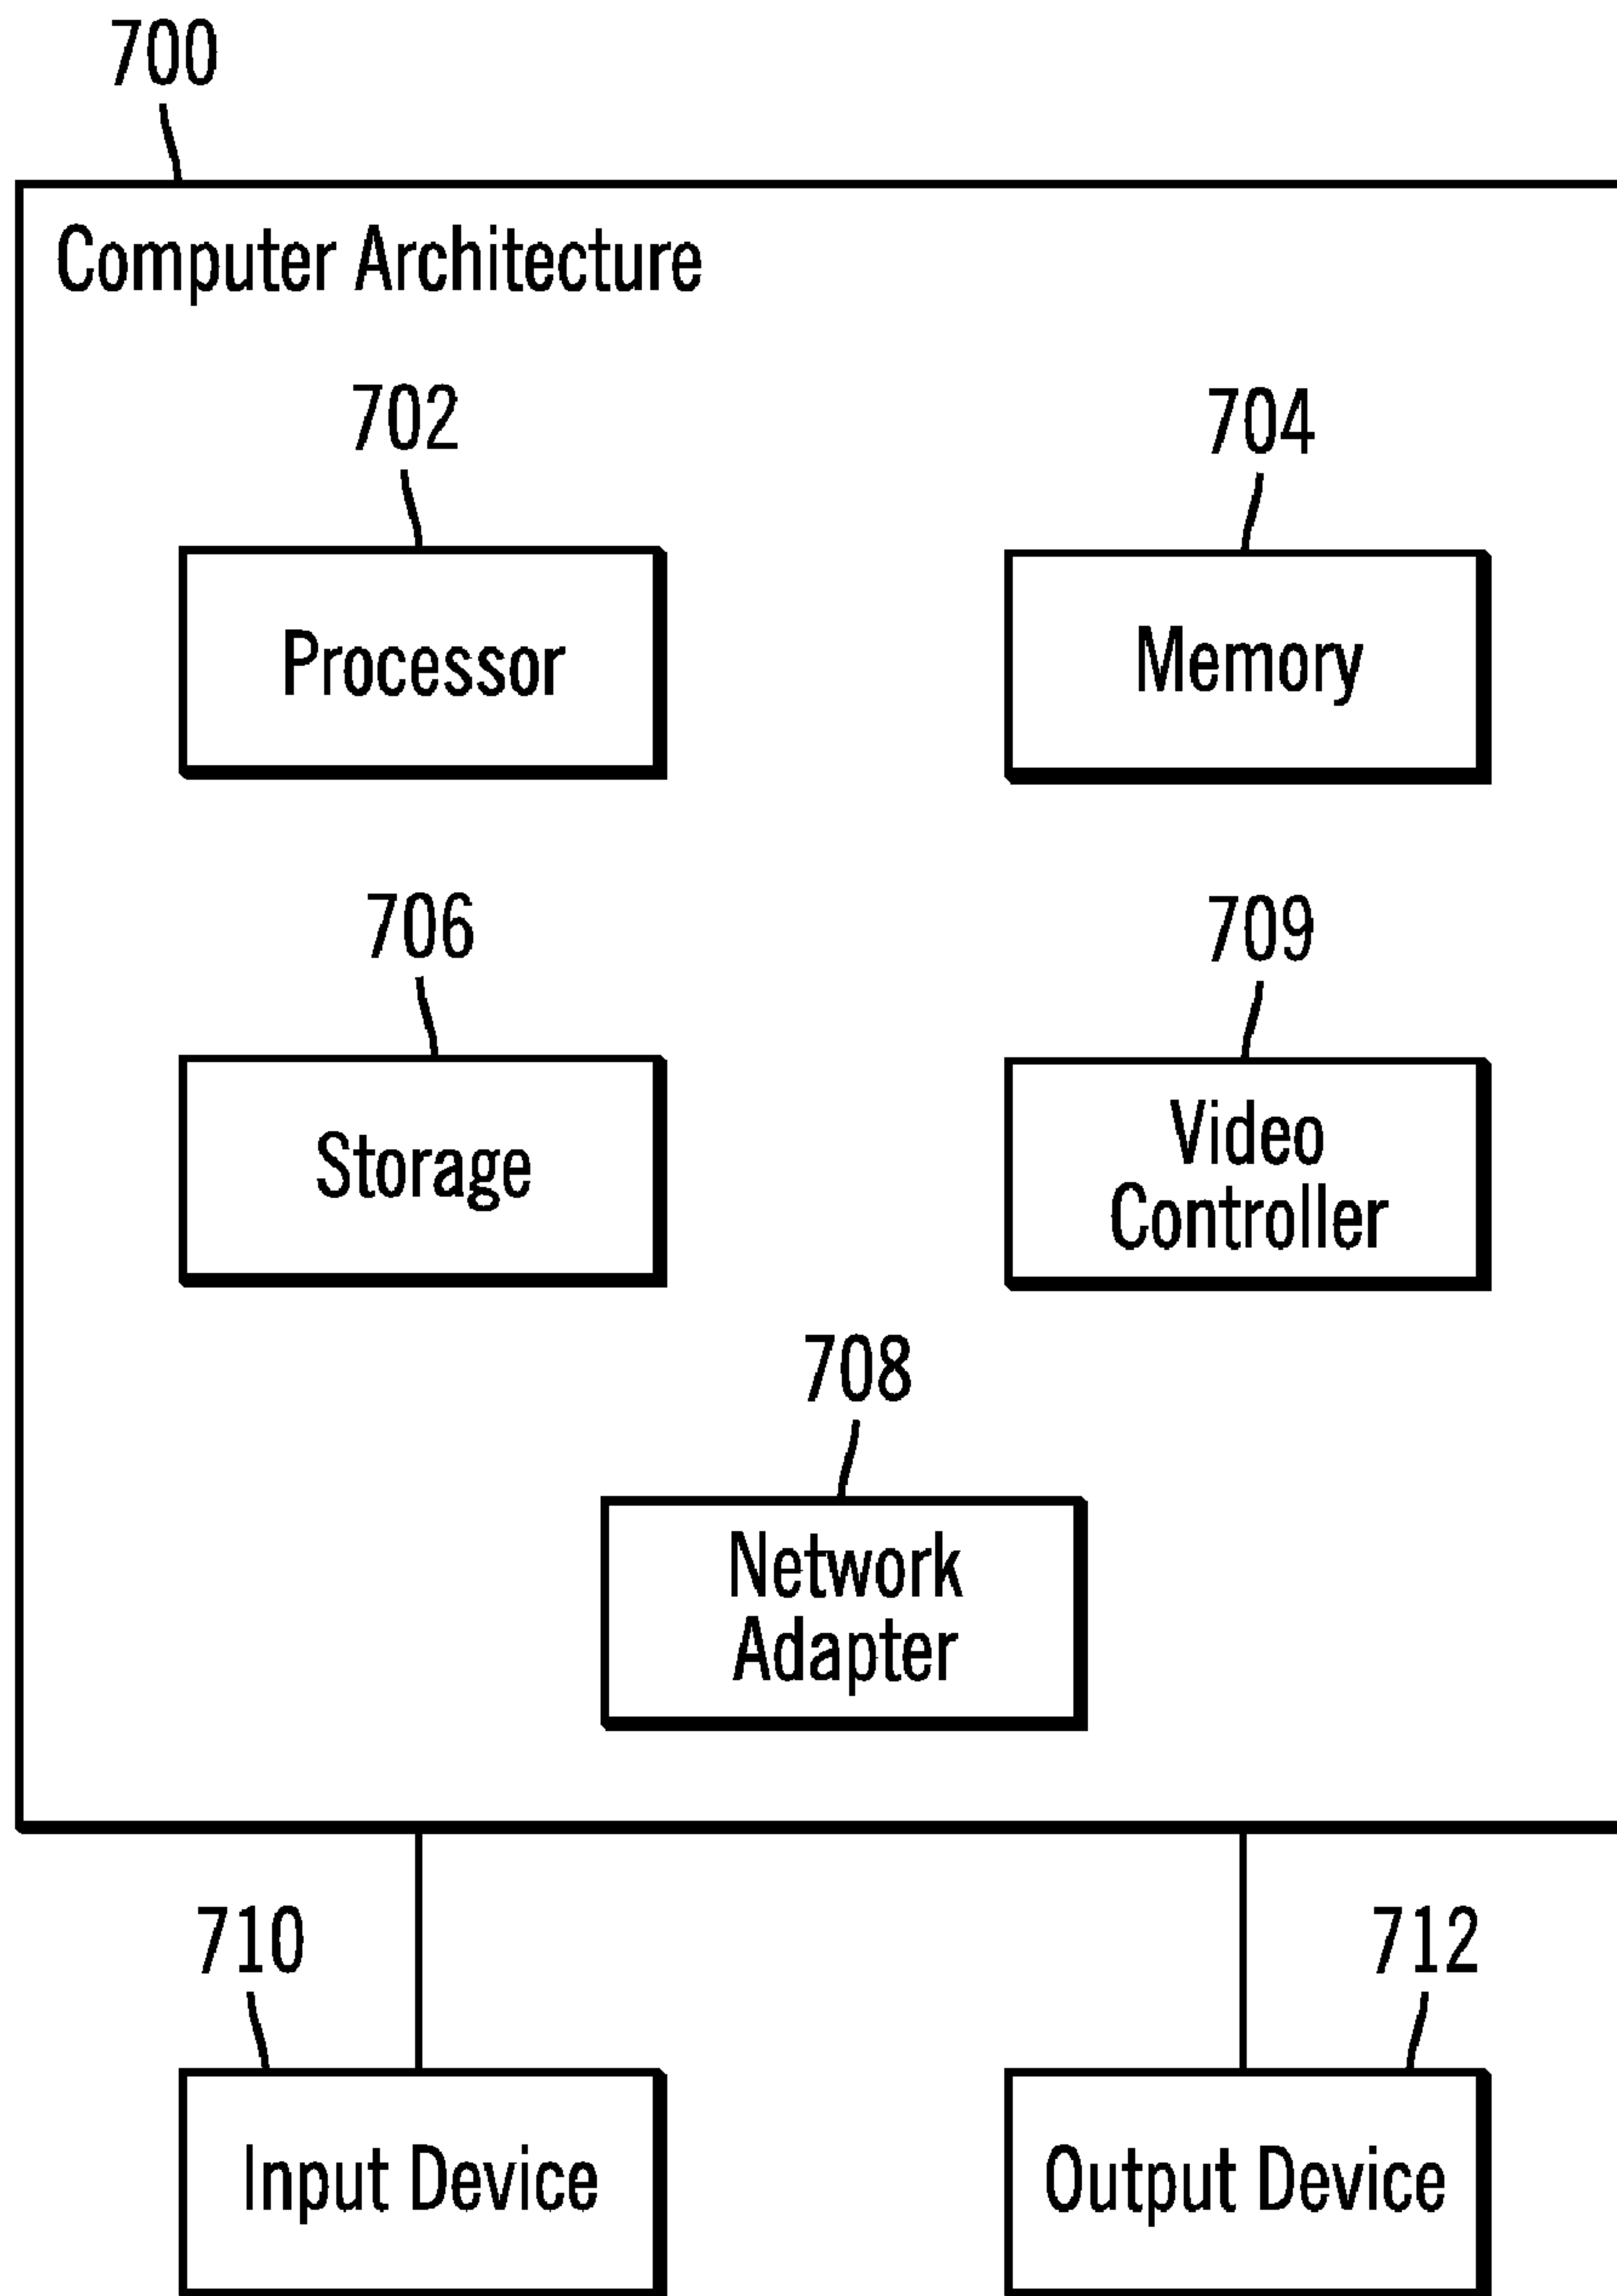 700
Computer Architecture
702
704
Processor
Memory
706
709
Storage
Video
Controller
708
Network
Adapter
710
712
Input Device
Output Device